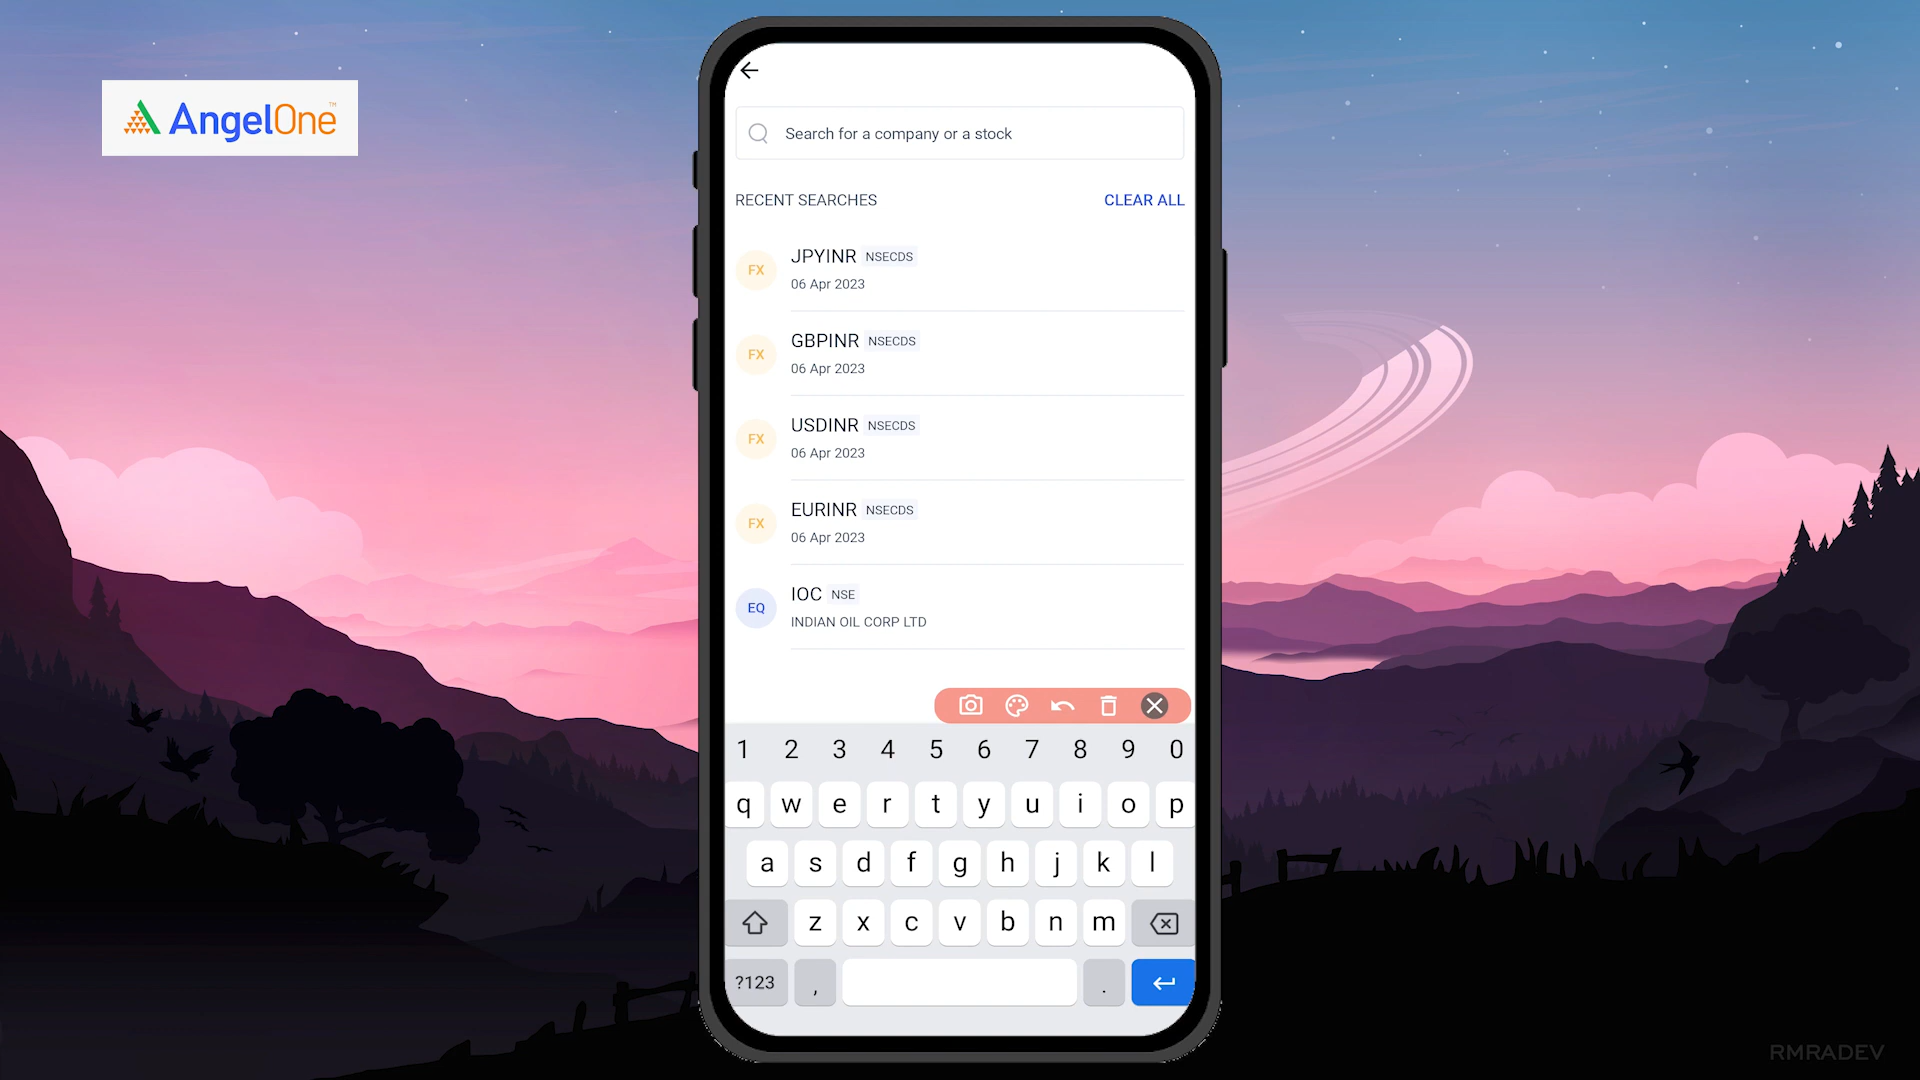 AngelOne™
Search for a company or a stock
RECENT SEARCHES
CLEAR ALL
FX
JPYINR NSECDS
06 Apr 2023
FX
GBPINR NSECDS
06 Apr 2023
FX
USDINR NSECDS
06 Apr 2023
FX
EURINR NSECDS
06 Apr 2023
EQ
IOC NSE
INDIAN OIL CORP LTD
1 2 3 4 5 6 7 8 9 0
q w e r t y u i o p
a s d f g h j k l
z x c v b n m
?123 , .
RMRADEV